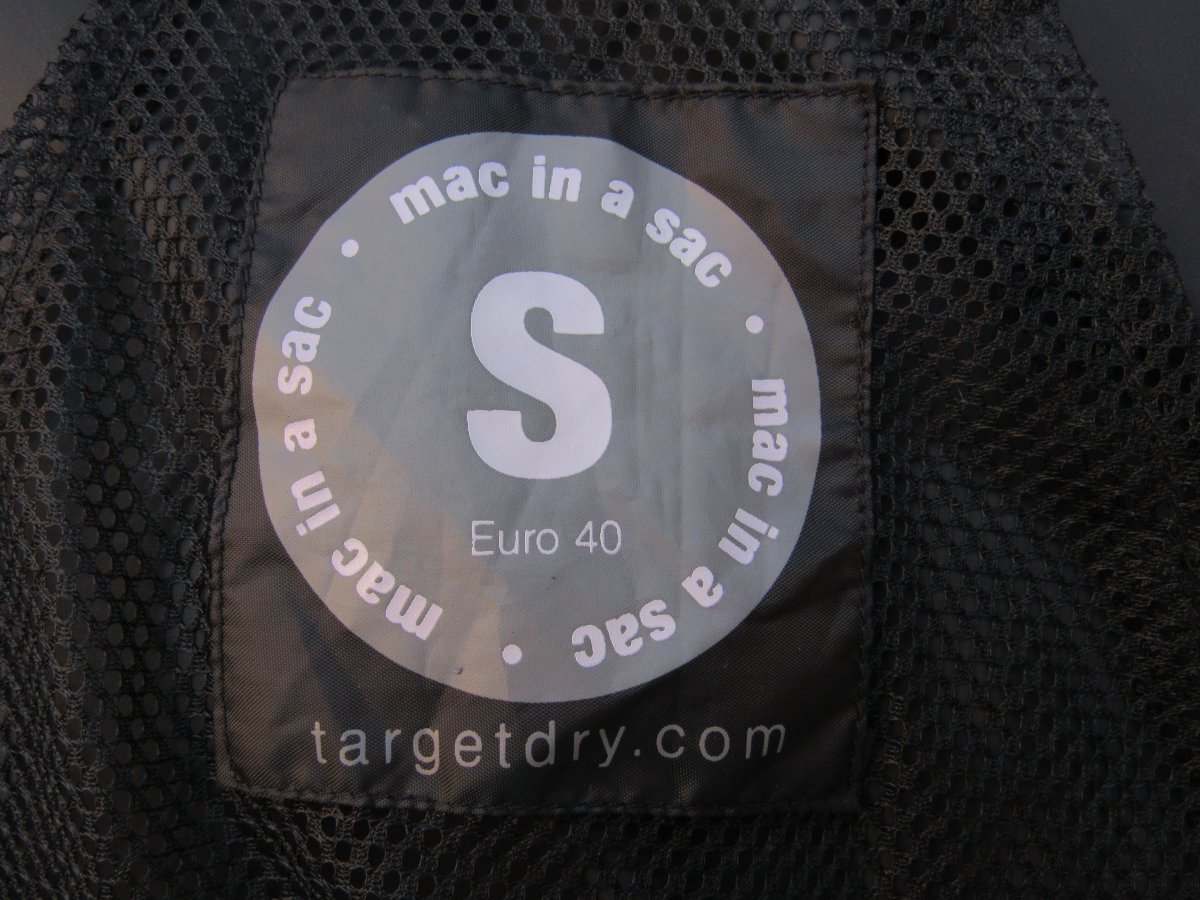 mac in a sac • mac in a sac • mac in a sac •
S
Euro 40
targetdry.com